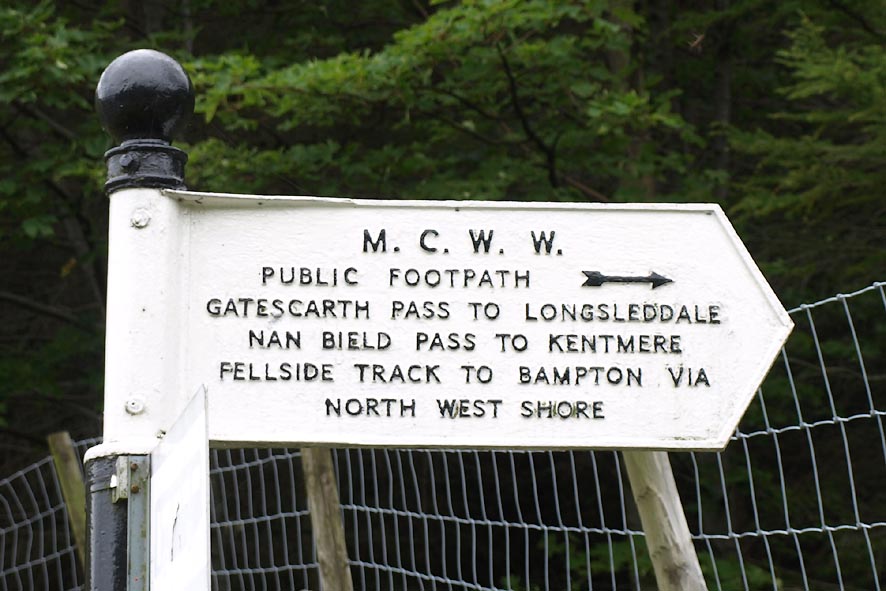 M. C. W. W.
PUBLIC FOOTPATH
GATESCARTH PASS TO LONGSLEDDALE
NAN BIELD PASS TO KENTMERE
FELLSIDE TRACK TO BAMPTON VIA
NORTH WEST SHORE